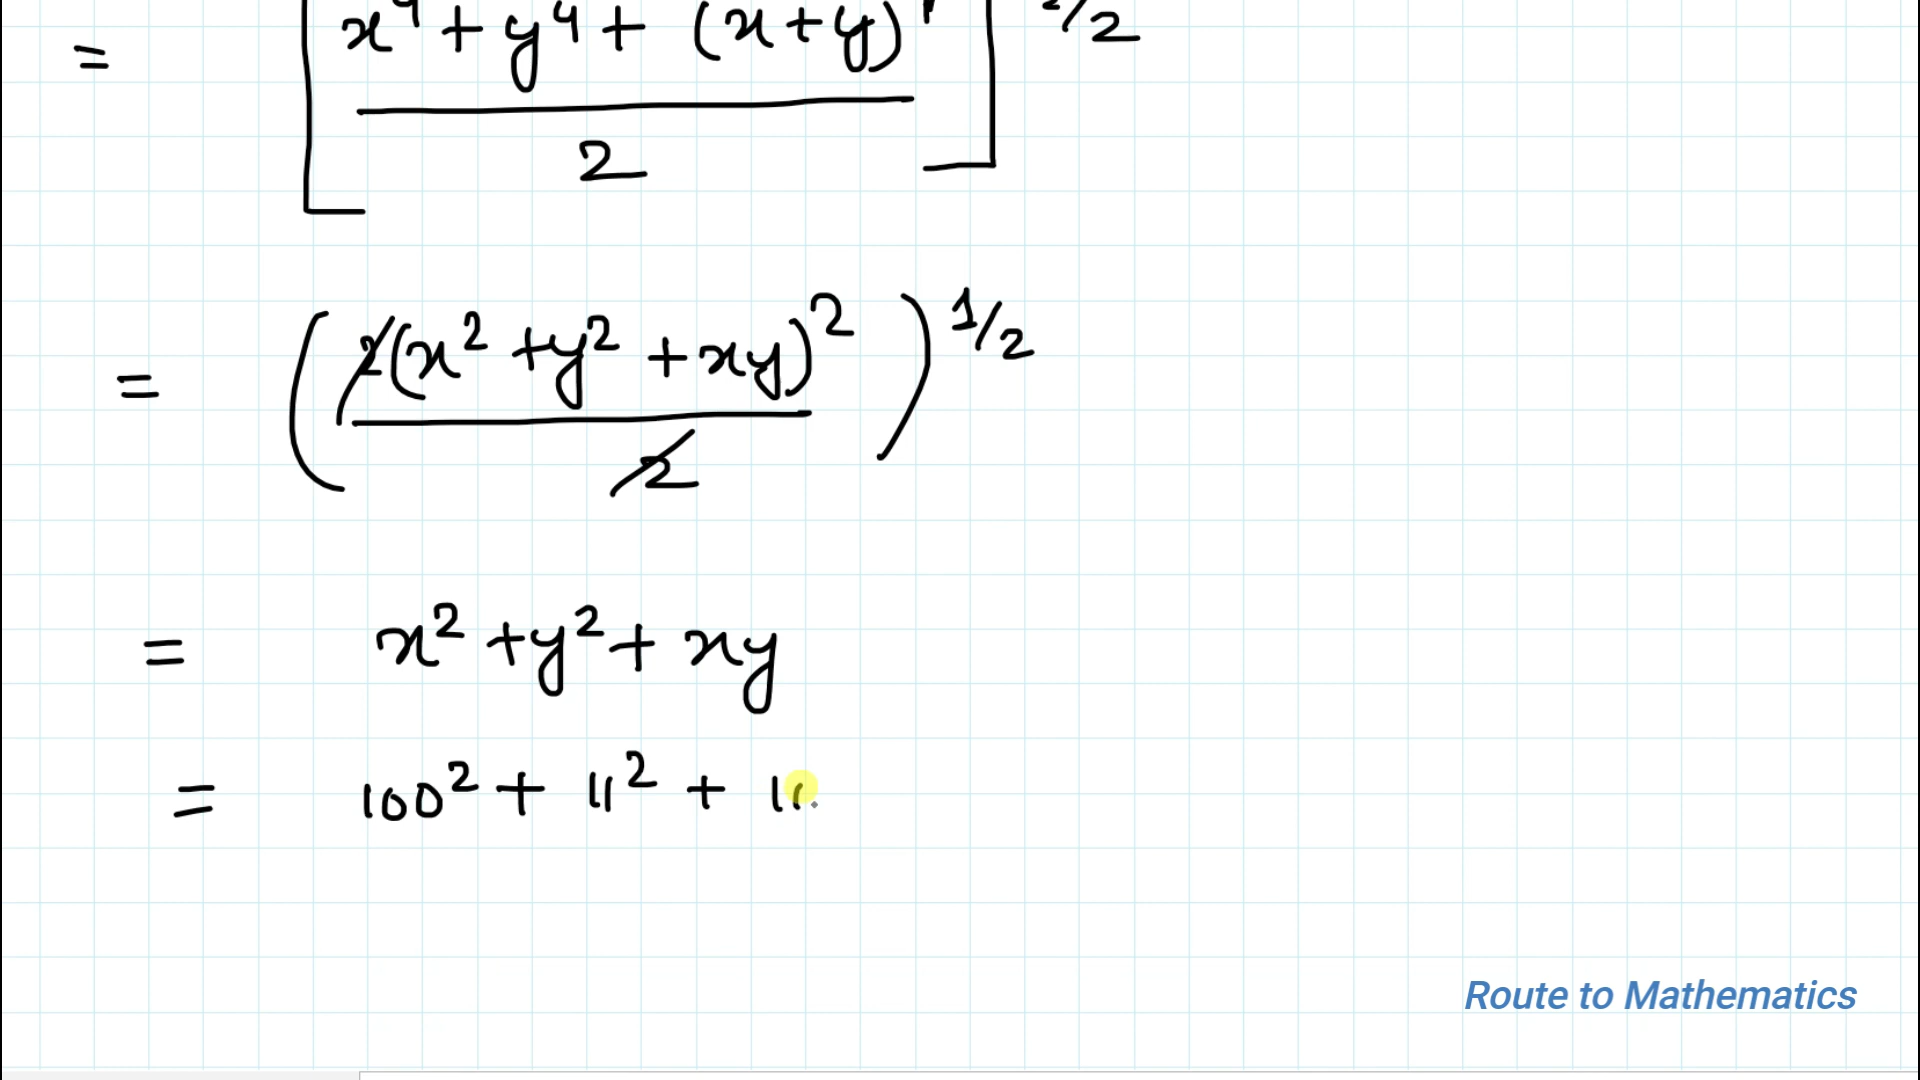 = [x⁴ + y⁴ + (x+y)⁴ / 2]^1/2
= (2(x² + y² + xy)² / 2)^1/2
= x² + y² + xy
= 100² + 11² + 11
Route to Mathematics